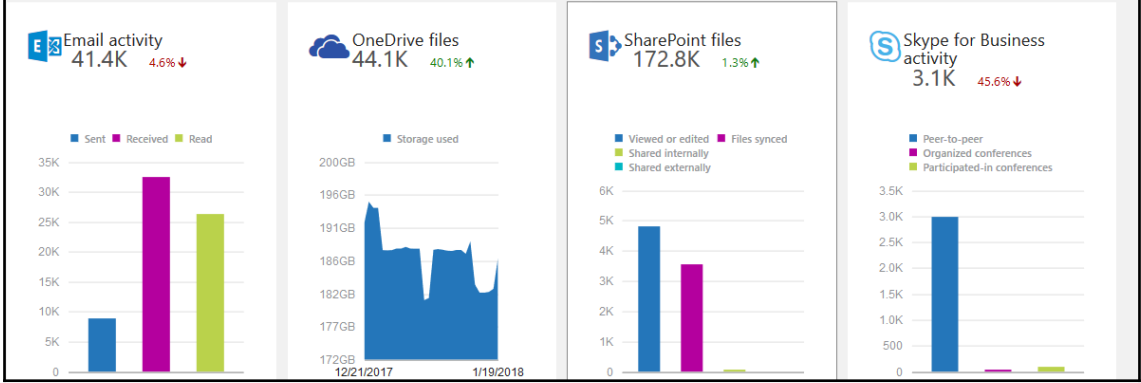 Email activity
41.4K 4.6%
Sent Received Read
35K
30K
25K
20K
15K
10K
5K
0
OneDrive files
44.1K 40.1%
Storage used
200GB
196GB
191GB
186GB
182GB
177GB
172GB
12/21/2017 1/19/2018
SharePoint files
172.8K 1.3%
Viewed or edited Files synced
Shared internally
Shared externally
6K
5K
4K
3K
2K
1K
0
Skype for Business
activity
3.1K 45.6%
Peer-to-peer
Organized conferences
Participated-in conferences
3.5K
3.0K
2.5K
2.0K
1.5K
1.0K
500
0